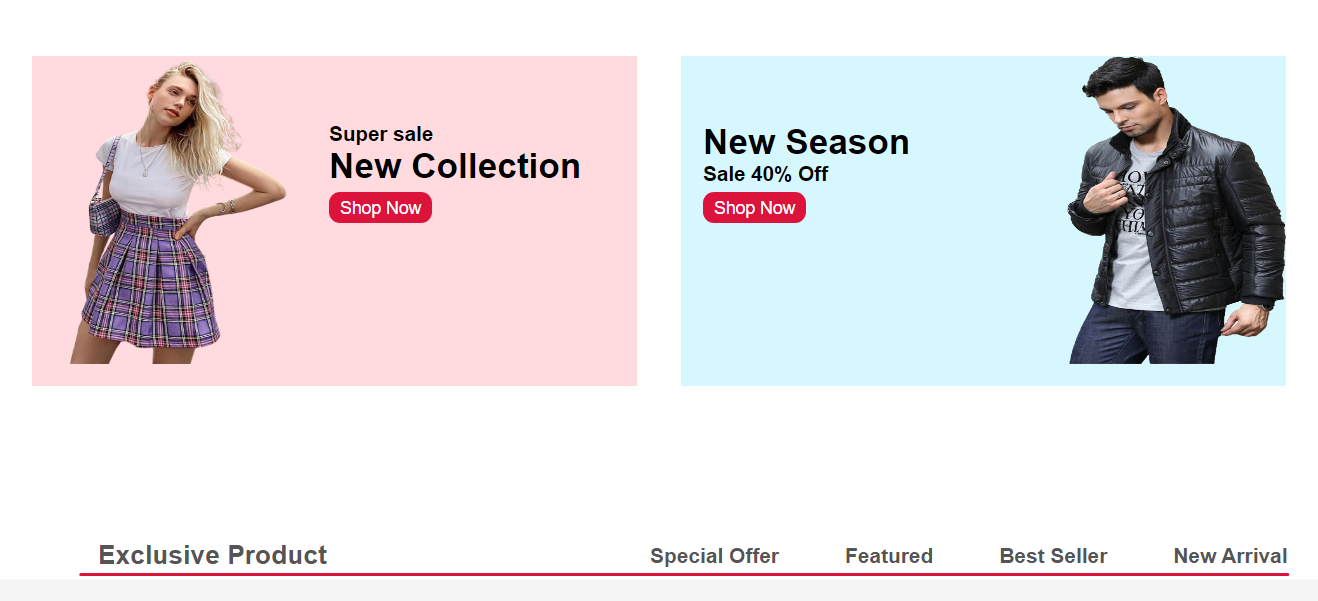 Super sale
New Collection
Shop Now
New Season
Sale 40% Off
Shop Now
Exclusive Product
Special Offer
Featured
Best Seller
New Arrival